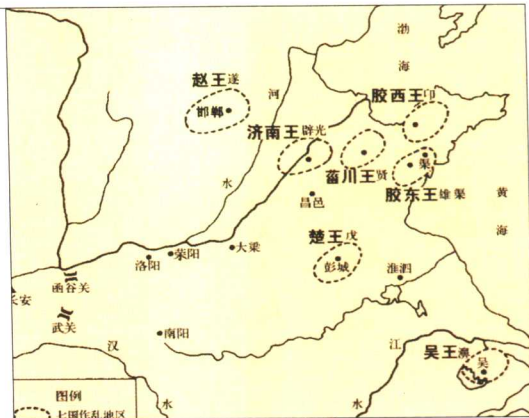 渤海
赵王遂
河
邯郸
胶西王卬
济南王辟光
菑川王贤
渠
胶东王雄渠
昌邑
水
黄海
楚王戊
彭城
大梁
荥阳
洛阳
淮泗
函谷关
长安
武关
南阳
汉
江
吴王濞
吴
水
水
图例
七国作乱地区